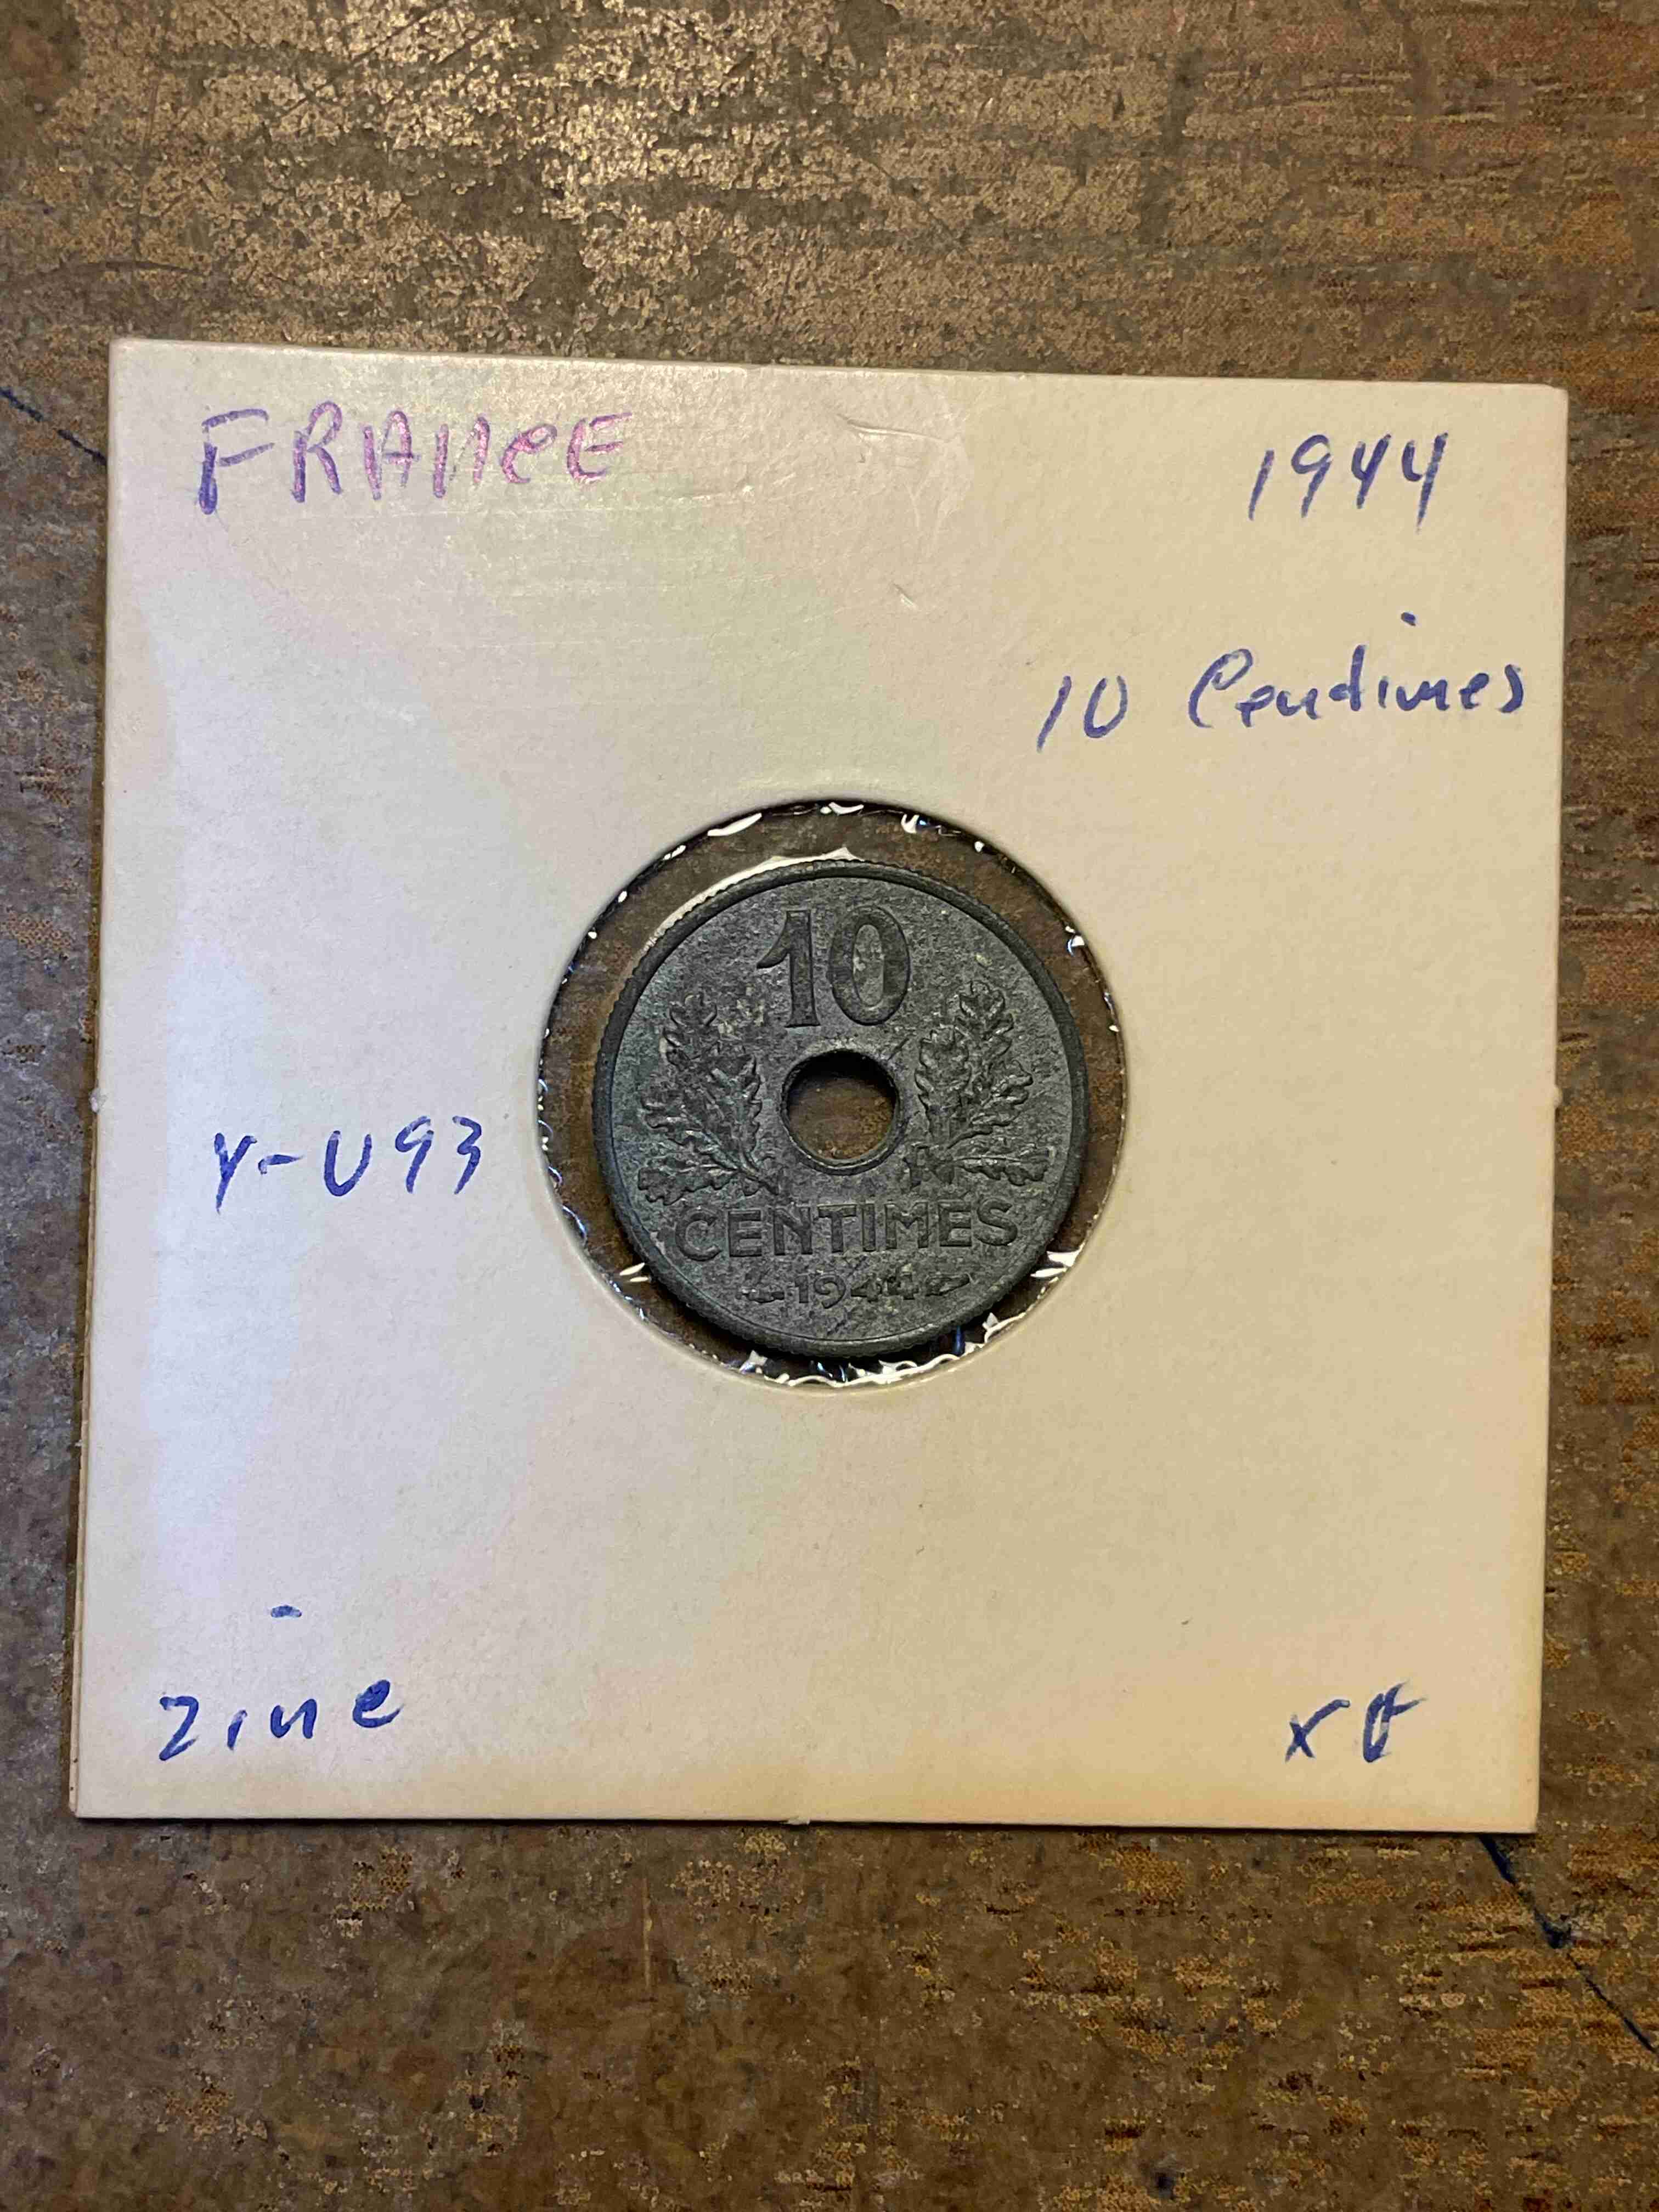 FRANCE
1944
10 Centimes
10
CENTIMES
1944
Y-U93
Zinc
XF